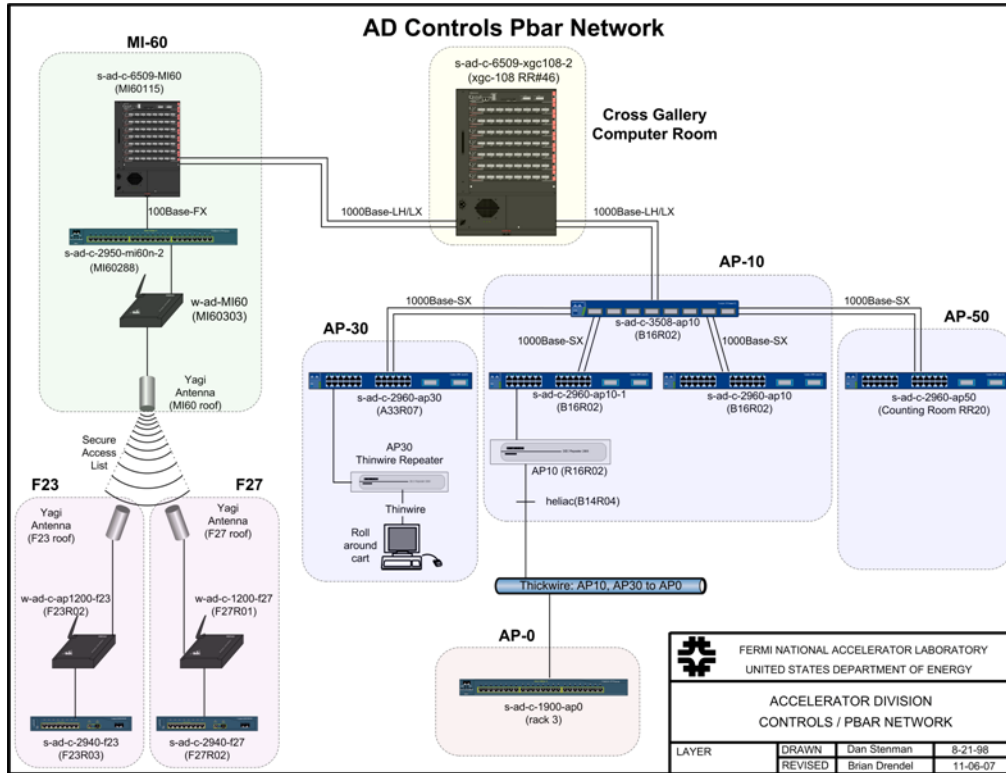 AD Controls Pbar Network
MI-60
s-ad-c-6509-MI60
(MI60115)
100Base-FX
s-ad-c-2950-mi60n-2
(MI60288)
w-ad-MI60
(MI60303)
Yagi
Antenna
(MI60 roof)
Secure
Access
List
s-ad-c-6509-xgc108-2
(xgc-108 RR#46)
Cross Gallery
Computer Room
1000Base-LH/LX
1000Base-LH/LX
AP-10
1000Base-SX
1000Base-SX
s-ad-c-3508-ap10
(B16R02)
1000Base-SX
1000Base-SX
AP-30
AP-50
s-ad-c-2960-ap30
(A33R07)
s-ad-c-2960-ap10-1
(B16R02)
s-ad-c-2960-ap10
(B16R02)
s-ad-c-2960-ap50
(Counting Room RR20)
AP30
Thinwire Repeater
Thinwire
Roll
around
cart
AP10 (R16R02)
heliac(B14R04)
Thickwire: AP10, AP30 to AP0
AP-0
s-ad-c-1900-ap0
(rack 3)
F23
F27
Yagi
Antenna
(F23 roof)
Yagi
Antenna
(F27 roof)
w-ad-c-ap1200-f23
(F23R02)
w-ad-c-1200-f27
(F27R01)
s-ad-c-2940-f23
(F23R03)
s-ad-c-2940-f27
(F27R02)
FERMI NATIONAL ACCELERATOR LABORATORY
UNITED STATES DEPARTMENT OF ENERGY
ACCELERATOR DIVISION
CONTROLS / PBAR NETWORK
LAYER
DRAWN Dan Stenman 8-21-98
REVISED Brian Drendel 11-06-07